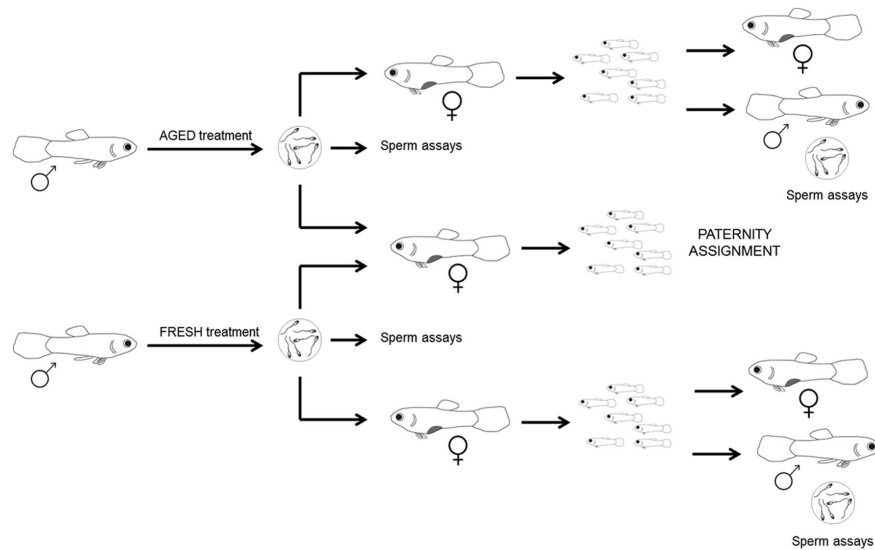 AGED treatment
Sperm assays
Sperm assays
PATERNITY
ASSIGNMENT
FRESH treatment
Sperm assays
Sperm assays